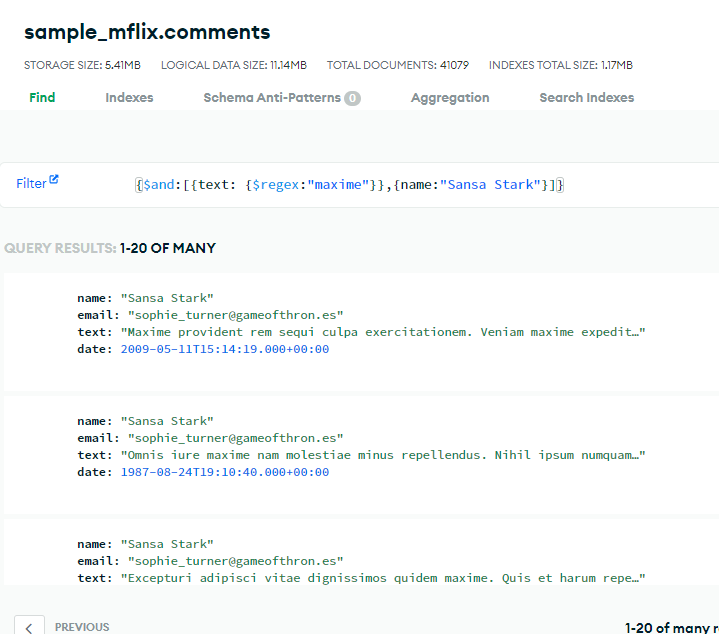 sample_mflix.comments
STORAGE SIZE: 5.41MB LOGICAL DATA SIZE: 11.14MB TOTAL DOCUMENTS: 41079 INDEXES TOTAL SIZE: 1.17MB
Find Indexes Schema Anti-Patterns 0 Aggregation Search Indexes
Filter {$and:[{text: {$regex:"maxime"}},{name:"Sansa Stark"}]}
QUERY RESULTS: 1-20 OF MANY
name: "Sansa Stark"
email: "sophie_turner@gameofthron.es"
text: "Maxime provident rem sequi culpa exercitationem. Veniam maxime expedit…"
date: 2009-05-11T15:14:19.000+00:00
name: "Sansa Stark"
email: "sophie_turner@gameofthron.es"
text: "Omnis iure maxime nam molestiae minus repellendus. Nihil ipsum numquam…"
date: 1987-08-24T19:10:40.000+00:00
name: "Sansa Stark"
email: "sophie_turner@gameofthron.es"
text: "Excepturi adipisci vitae dignissimos quidem maxime. Quis et harum repe…"
PREVIOUS 1-20 of many r